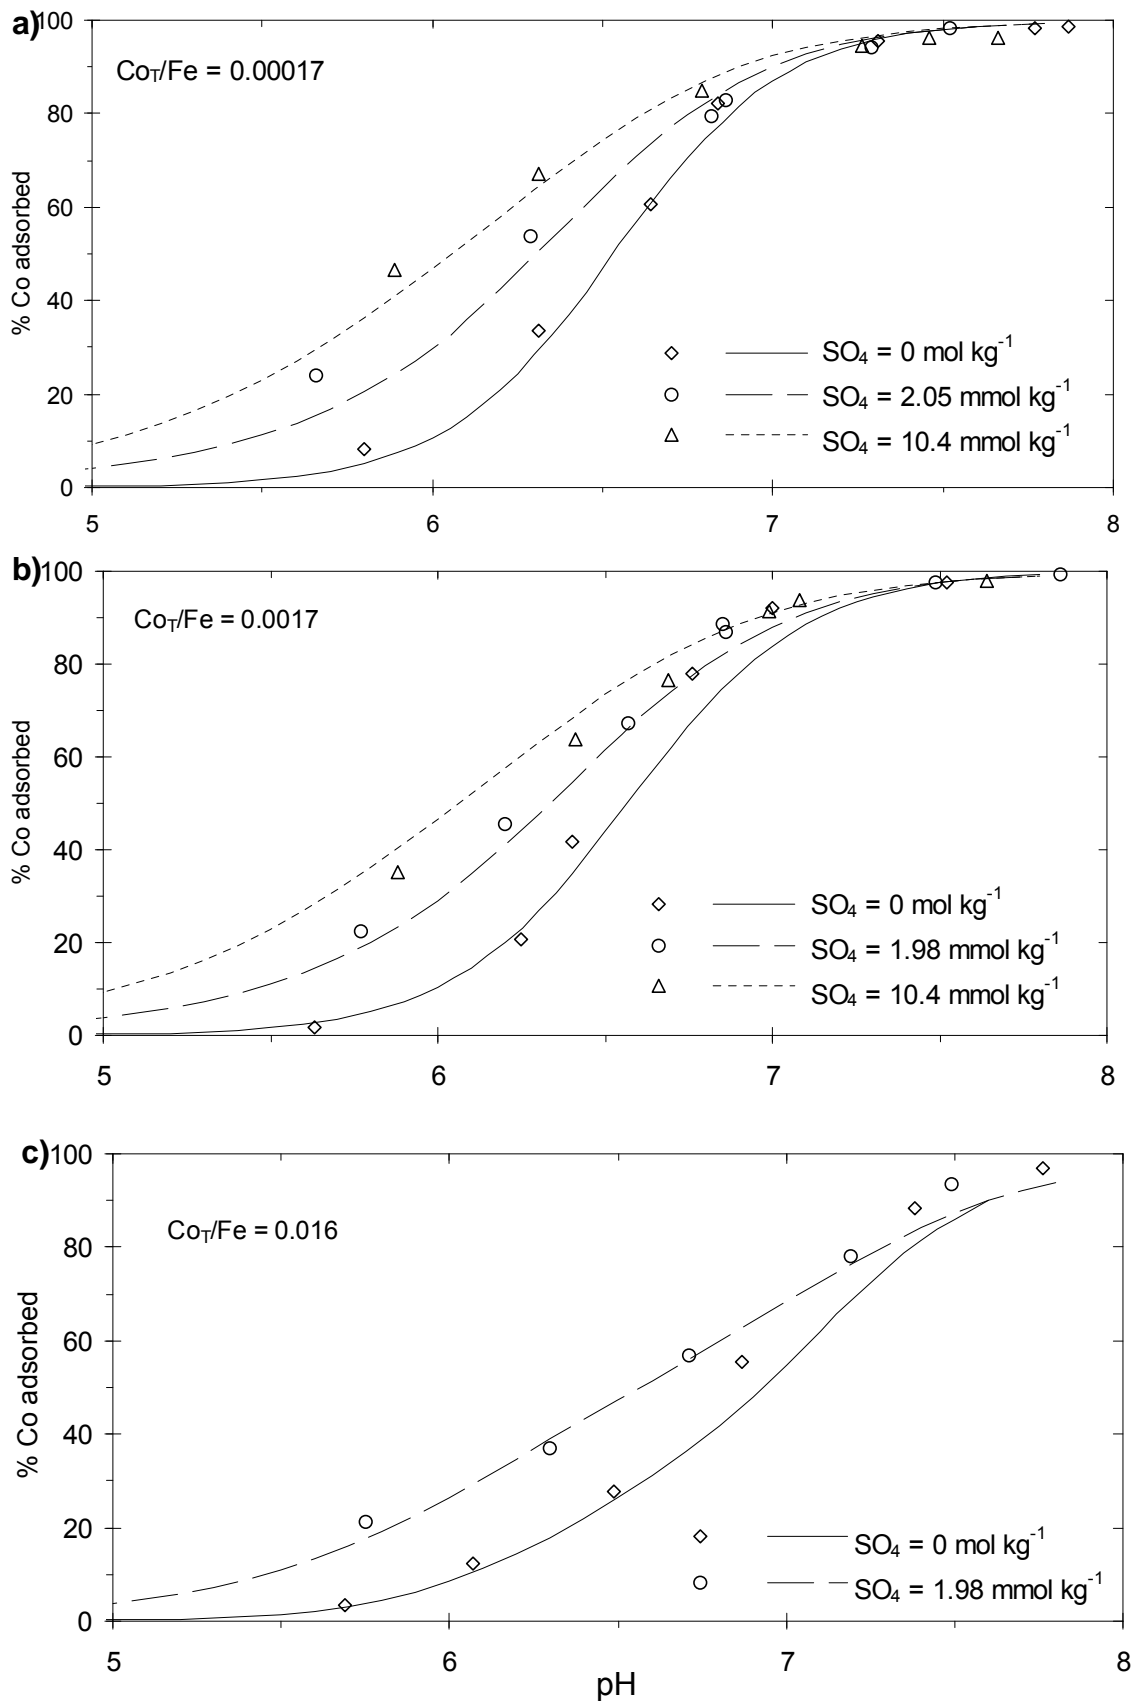 a)
100
80
60
40
20
0
% Co adsorbed
CoT/Fe = 0.00017
SO4 = 0 mol kg-1
SO4 = 2.05 mmol kg-1
SO4 = 10.4 mmol kg-1
5 6 7 8
b)
100
80
60
40
20
0
% Co adsorbed
CoT/Fe = 0.0017
SO4 = 0 mol kg-1
SO4 = 1.98 mmol kg-1
SO4 = 10.4 mmol kg-1
5 6 7 8
c)
100
80
60
40
20
0
% Co adsorbed
CoT/Fe = 0.016
SO4 = 0 mol kg-1
SO4 = 1.98 mmol kg-1
5 6 7 8
pH